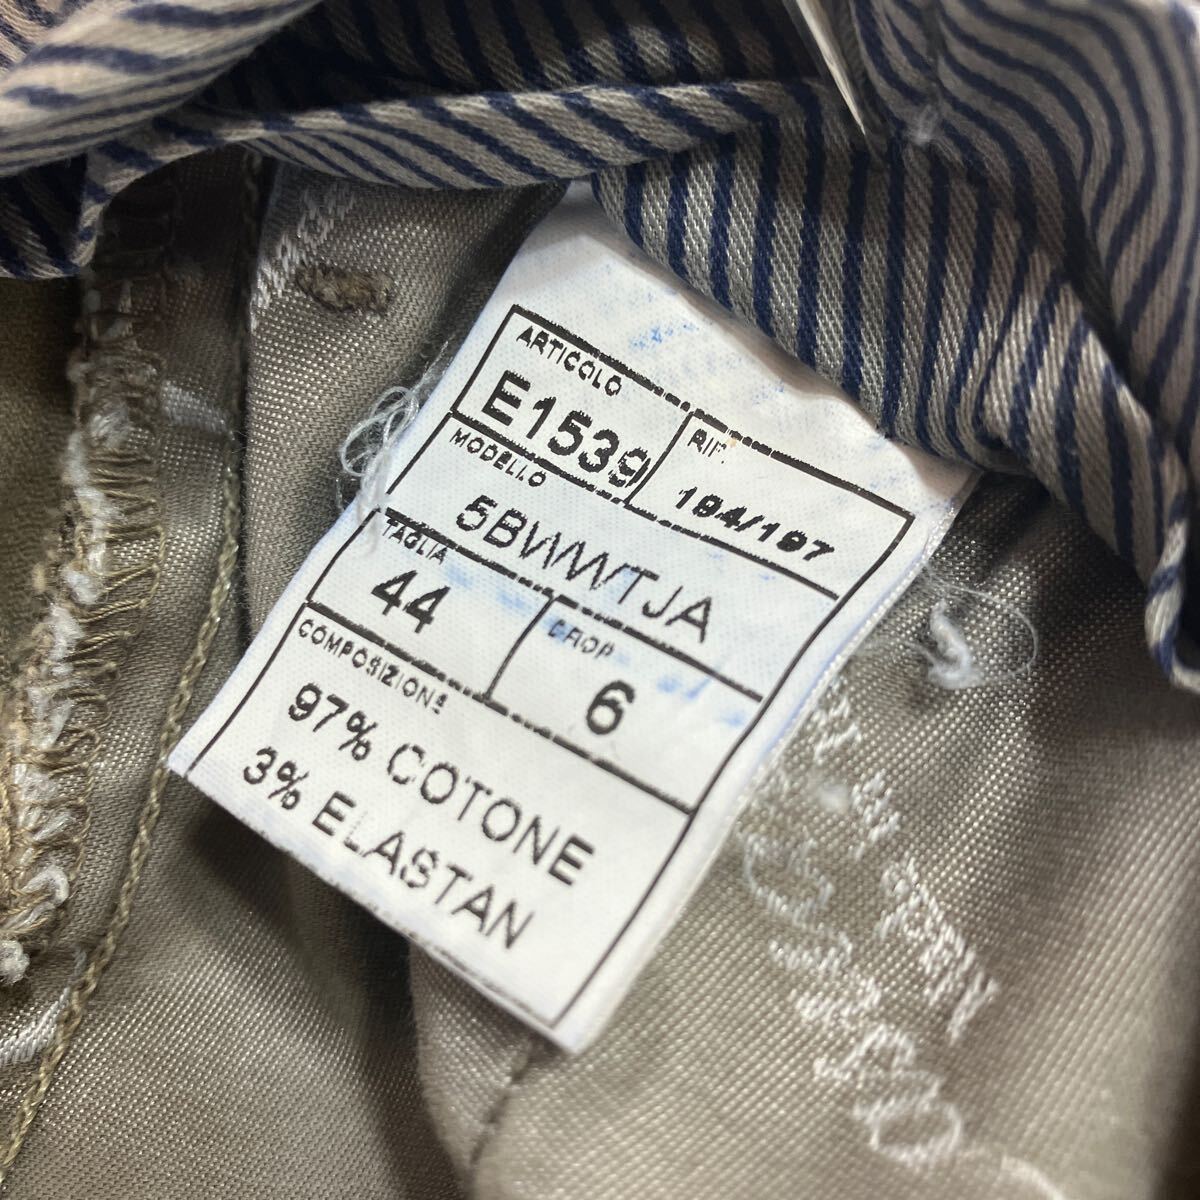 ARTICOLO
E1539
RIF.
194/197
MODELLO
5BWWTJA
TAGLIA
44
DROP
6
COMPOSIZIONE
97% COTONE
3% ELASTAN